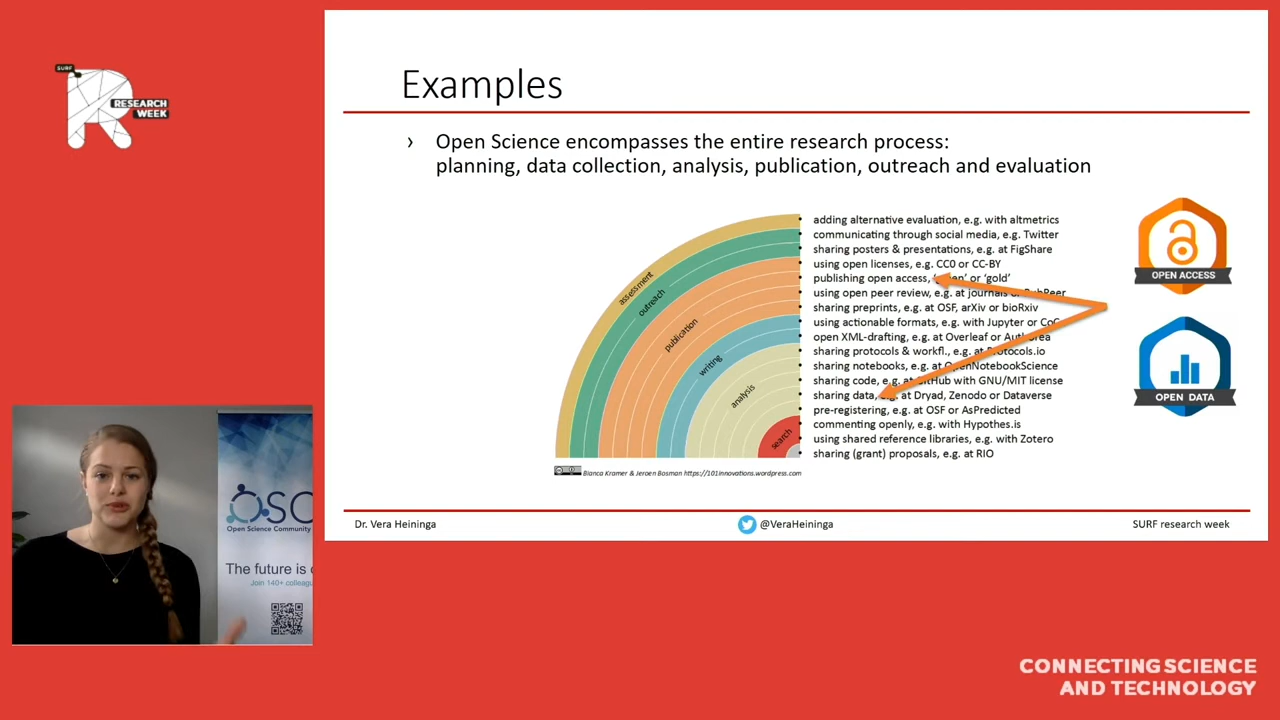 SURF
RESEARCH
WEEK
Examples
› Open Science encompasses the entire research process:
planning, data collection, analysis, publication, outreach and evaluation
assessment
outreach
publication
writing
analysis
search
• adding alternative evaluation, e.g. with altmetrics
• communicating through social media, e.g. Twitter
• sharing posters & presentations, e.g. at FigShare
• using open licenses, e.g. CC0 or CC-BY
• publishing open access, or ‘gold’
• using open peer review, e.g. at journals or PubPeer
• sharing preprints, e.g. at OSF, arXiv or bioRxiv
• using actionable formats, e.g. with Jupyter or
• open XML-drafting, e.g. at Overleaf or Authorea
• sharing protocols & workfl., e.g. at Protocols.io
• sharing notebooks, e.g. at OpenNotebookScience
• sharing code, e.g. at GitHub with GNU/MIT license
• sharing data, e.g. at Dryad, Zenodo or Dataverse
• pre-registering, e.g. at OSF or AsPredicted
• commenting openly, e.g. with Hypothes.is
• using shared reference libraries, e.g. with Zotero
• sharing (grant) proposals, e.g. at RIO
Bianca Kramer & Jeroen Bosman https://101innovations.wordpress.com
OPEN ACCESS
OPEN DATA
Dr. Vera Heininga
@VeraHeininga
SURF research week
OSC
Open Science Community
The future is
Join 140+
CONNECTING SCIENCE
AND TECHNOLOGY